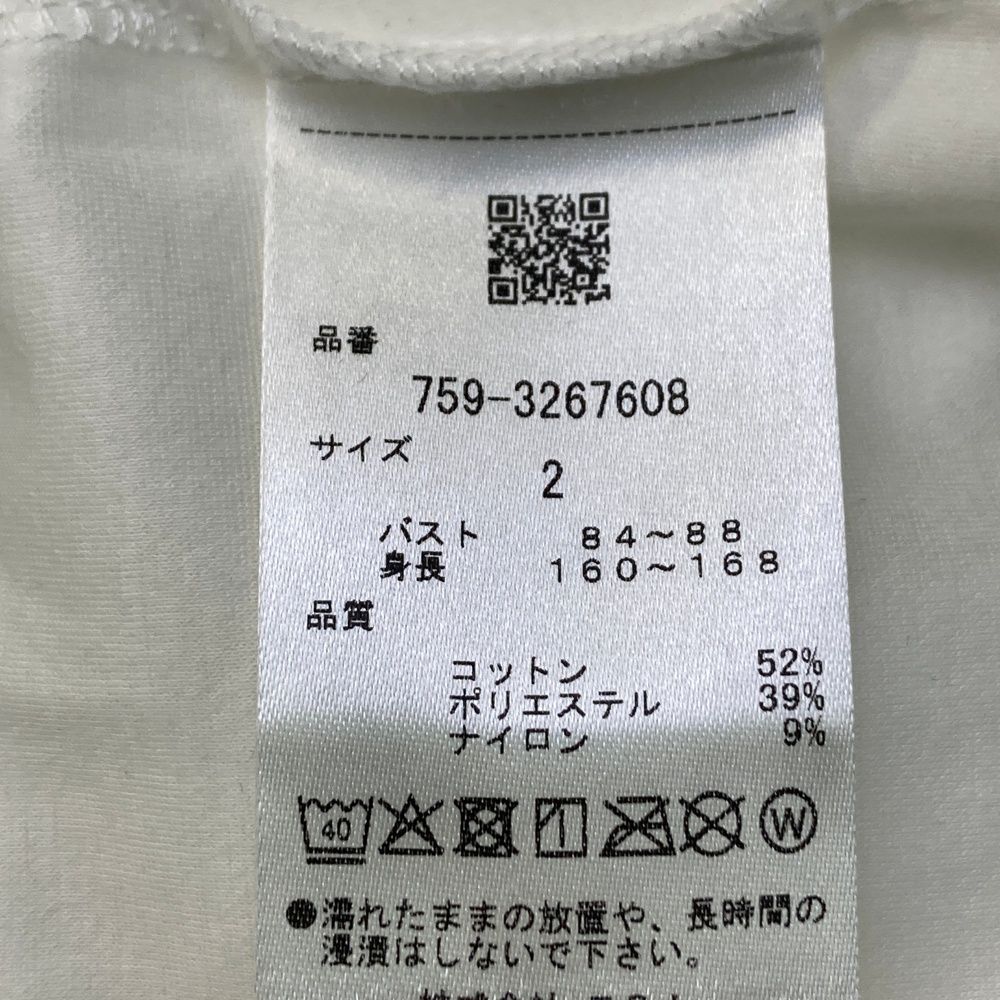 品番
759-3267608
サイズ
2
バスト 84～88
身長 160～168
品質
コットン 52%
ポリエステル 39%
ナイロン 9%
40 W
●濡れたままの放置や、長時間の
浸漬はしないで下さい。